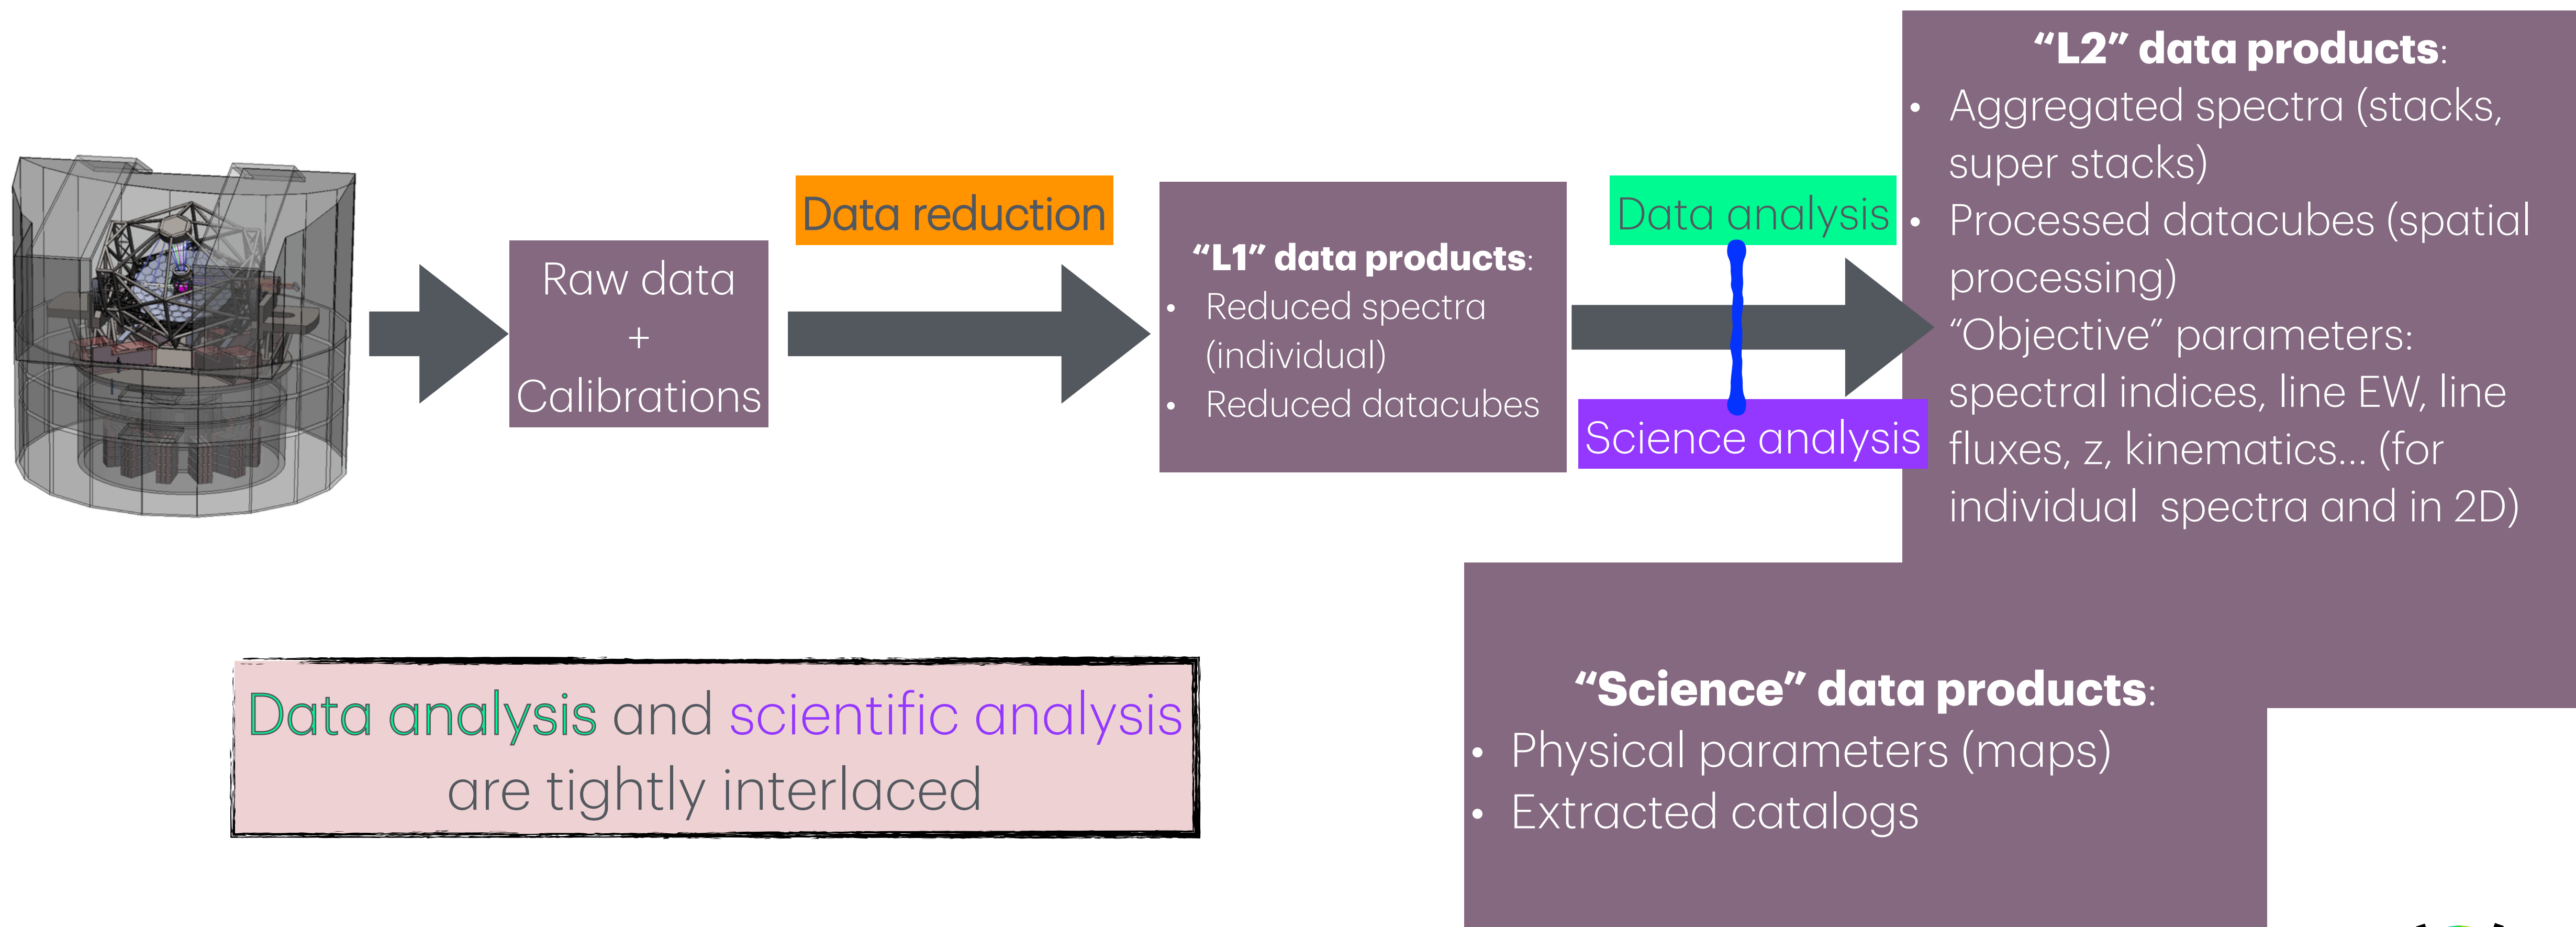 Raw data
+
Calibrations
Data reduction
“L1” data products:
• Reduced spectra
(individual)
• Reduced datacubes
Data analysis
Science analysis
“L2” data products:
• Aggregated spectra (stacks,
super stacks)
• Processed datacubes (spatial
processing)
“Objective” parameters:
spectral indices, line EW, line
fluxes, z, kinematics... (for
individual  spectra and in 2D)
Data analysis and scientific analysis
are tightly interlaced
“Science” data products:
• Physical parameters (maps)
• Extracted catalogs